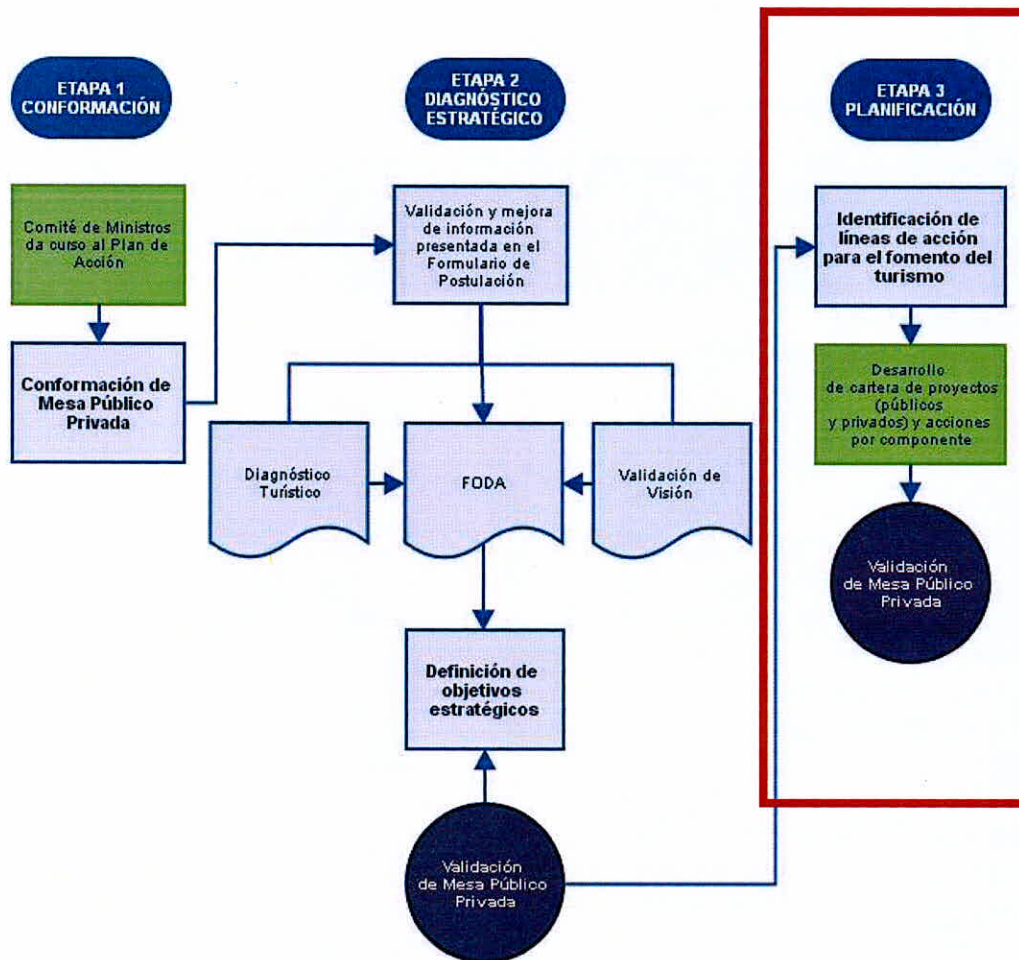 ETAPA 1
CONFORMACIÓN
Comité de Ministros
da curso al Plan de
Acción
Conformación de
Mesa Público
Privada
ETAPA 2
DIAGNÓSTICO
ESTRATÉGICO
Validación y mejora
de información
presentada en el
Formulario de
Postulación
Diagnóstico
Turístico
FODA
Validación de
Visión
Definición de
objetivos
estratégicos
Validación
de Mesa Público
Privada
ETAPA 3
PLANIFICACIÓN
Identificación de
líneas de acción
para el fomento del
turismo
Desarrollo
de cartera de proyectos
(públicos
y privados) y acciones
por componente
Validación
de Mesa Público
Privada